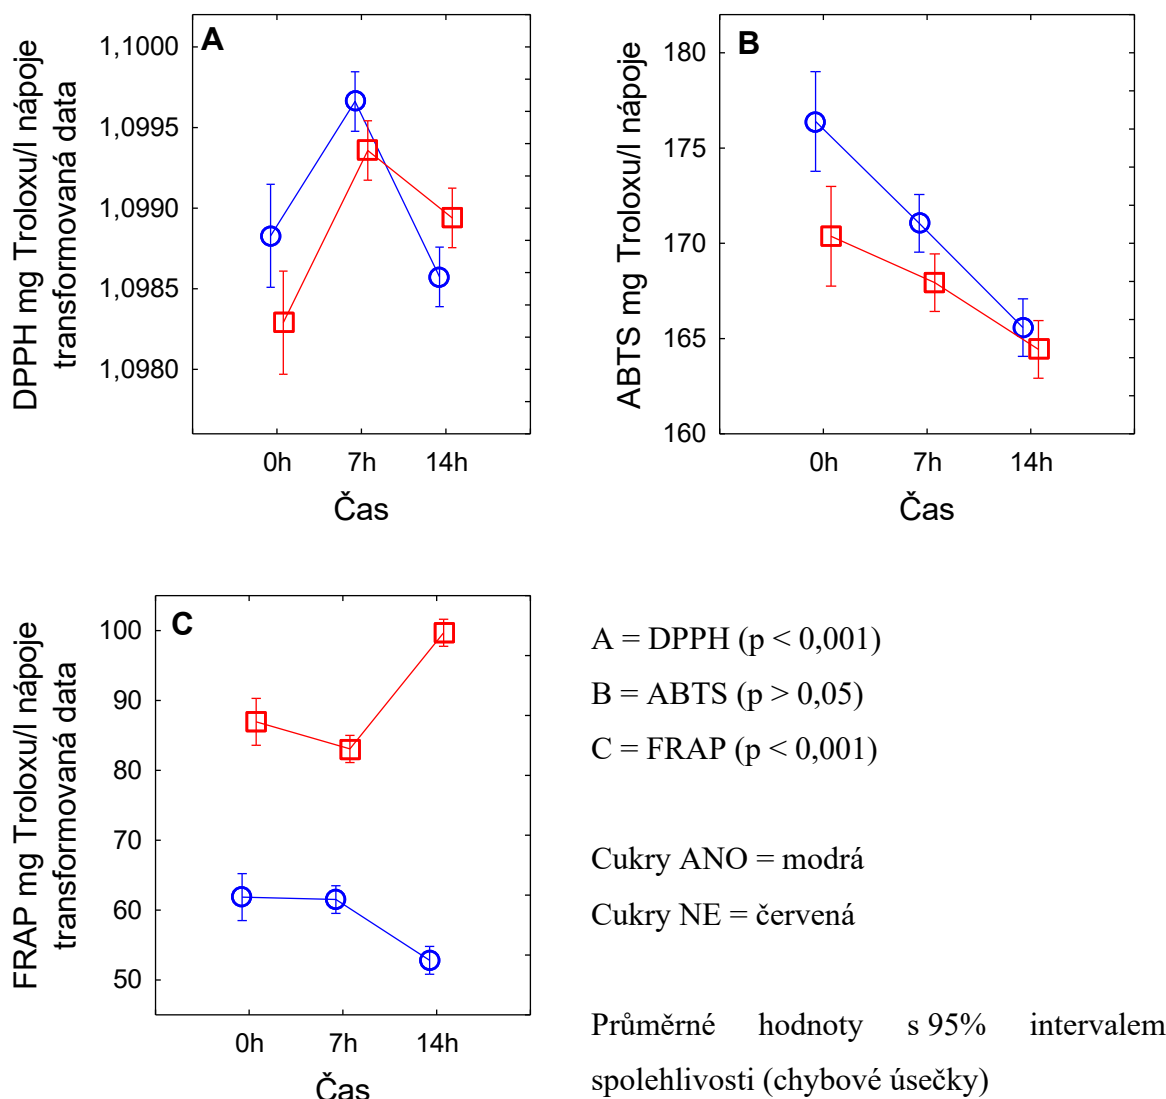 A
DPPH mg Troloxu/l nápoje
transformovaná data
1,1000
1,0995
1,0990
1,0985
1,0980
0h 7h 14h
Čas
B
ABTS mg Troloxu/l nápoje
180
175
170
165
160
0h 7h 14h
Čas
C
FRAP mg Troloxu/l nápoje
transformovaná data
100
90
80
70
60
50
0h 7h 14h
Čas
A = DPPH (p < 0,001)
B = ABTS (p > 0,05)
C = FRAP (p < 0,001)
Cukry ANO = modrá
Cukry NE = červená
Průměrné hodnoty s 95% intervalem
spolehlivosti (chybové úsečky)